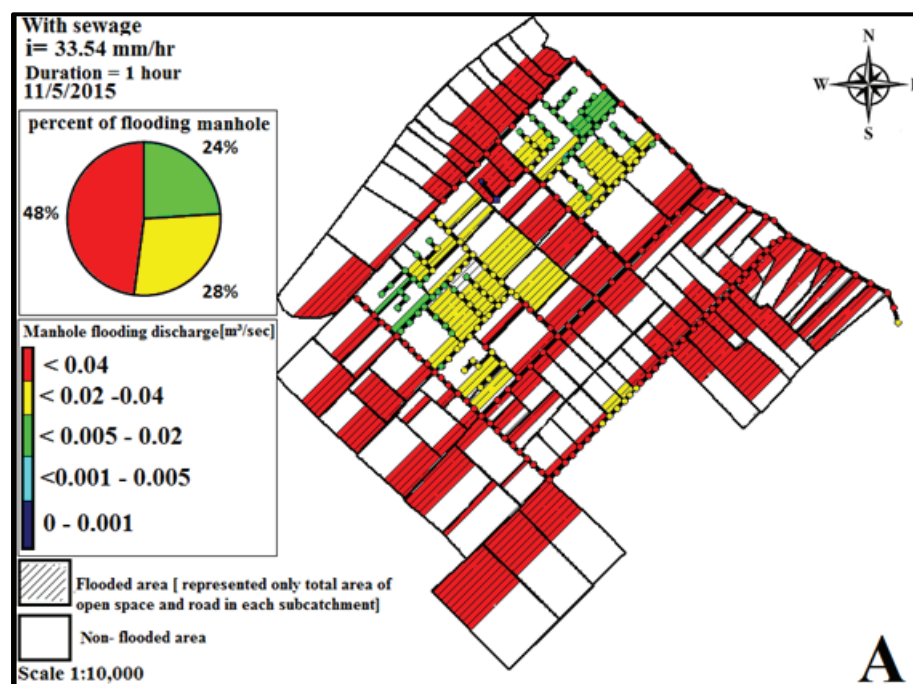 With sewage
i= 33.54 mm/hr
Duration = 1 hour
11/5/2015
percent of flooding manhole
24%
48%
28%
Manhole flooding discharge[m³/sec]
< 0.04
< 0.02 -0.04
< 0.005 - 0.02
<0.001 - 0.005
0 - 0.001
Flooded area [ represented only total area of
open space and road in each subcatchment]
Non- flooded area
Scale 1:10,000
N
W
S
A